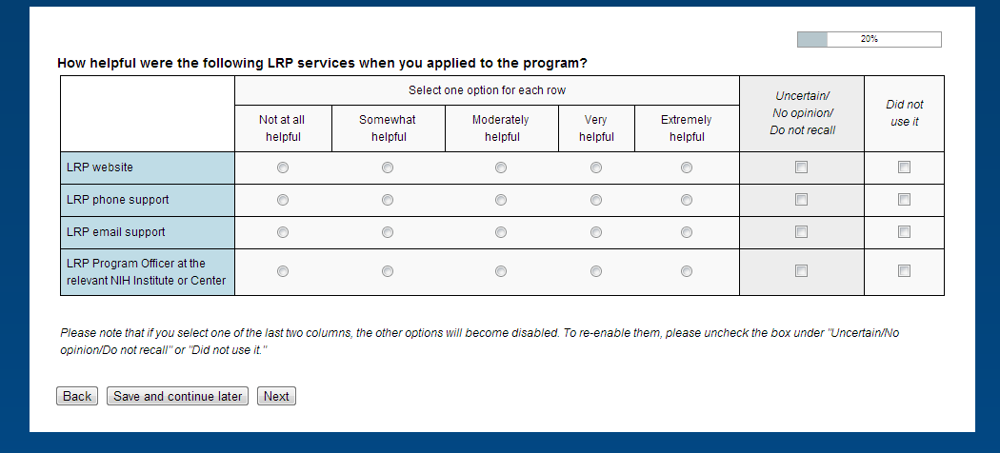 20%
How helpful were the following LRP services when you applied to the program?
Select one option for each row
Uncertain/
No opinion/
Do not recall
Did not
use it
Not at all
helpful
Somewhat
helpful
Moderately
helpful
Very
helpful
Extremely
helpful
LRP website
LRP phone support
LRP email support
LRP Program Officer at the
relevant NIH Institute or Center
Please note that if you select one of the last two columns, the other options will become disabled. To re-enable them, please uncheck the box under "Uncertain/No
opinion/Do not recall" or "Did not use it."
Back Save and continue later Next